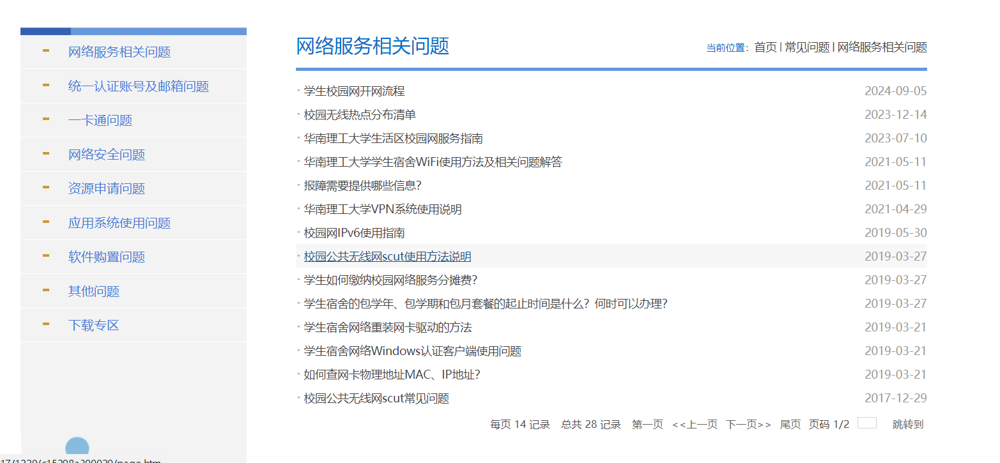 网络服务相关问题
统一认证账号及邮箱问题
一卡通问题
网络安全问题
资源申请问题
应用系统使用问题
软件购置问题
其他问题
下载专区
网络服务相关问题
当前位置: 首页 | 常见问题 | 网络服务相关问题
学生校园网开网流程 2024-09-05
校园无线热点分布清单 2023-12-14
华南理工大学生活区校园网服务指南 2023-07-10
华南理工大学学生宿舍WiFi使用方法及相关问题解答 2021-05-11
报障需要提供哪些信息? 2021-05-11
华南理工大学VPN系统使用说明 2021-04-29
校园网IPv6使用指南 2019-05-30
校园公共无线网scut使用方法说明 2019-03-27
学生如何缴纳校园网络服务分摊费? 2019-03-27
学生宿舍的包学年、包学期和包月套餐的起止时间是什么？何时可以办理? 2019-03-27
学生宿舍网络重装网卡驱动的方法 2019-03-21
学生宿舍网络Windows认证客户端使用问题 2019-03-21
如何查网卡物理地址MAC、IP地址? 2019-03-21
校园公共无线网scut常见问题 2017-12-29
每页 14 记录 总共 28 记录 第一页 <<上一页 下一页>> 尾页 页码 1/2 跳转到